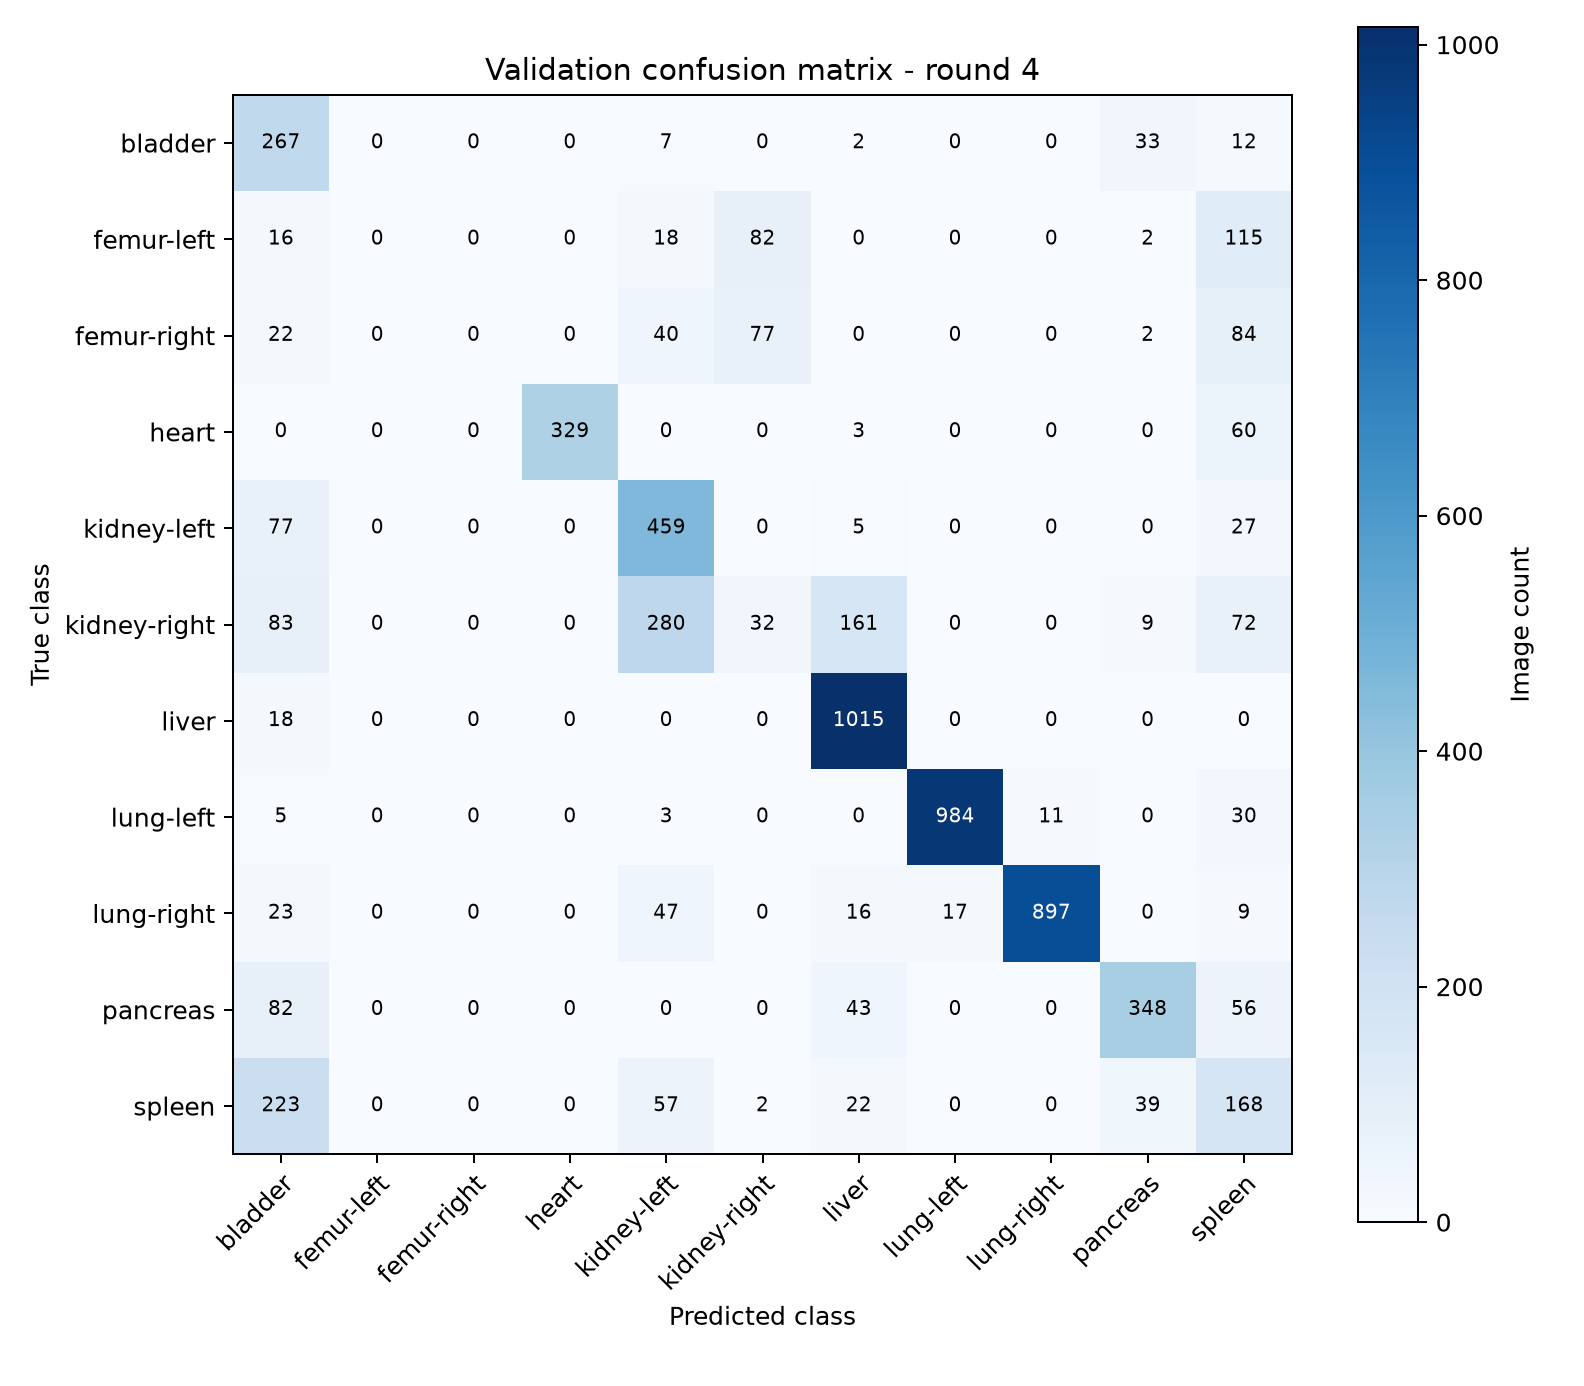 Validation confusion matrix - round 4
bladder 267 0 0 0 7 0 2 0 0 33 12
femur-left 16 0 0 0 18 82 0 0 0 2 115
femur-right 22 0 0 0 40 77 0 0 0 2 84
heart 0 0 0 329 0 0 3 0 0 0 60
kidney-left 77 0 0 0 459 0 5 0 0 0 27
kidney-right 83 0 0 0 280 32 161 0 0 9 72
liver 18 0 0 0 0 0 1015 0 0 0 0
lung-left 5 0 0 0 3 0 0 984 11 0 30
lung-right 23 0 0 0 47 0 16 17 897 0 9
pancreas 82 0 0 0 0 0 43 0 0 348 56
spleen 223 0 0 0 57 2 22 0 0 39 168
bladder femur-left femur-right heart kidney-left kidney-right liver lung-left lung-right pancreas spleen
Predicted class
True class
1000
800
600
400
200
0
Image count